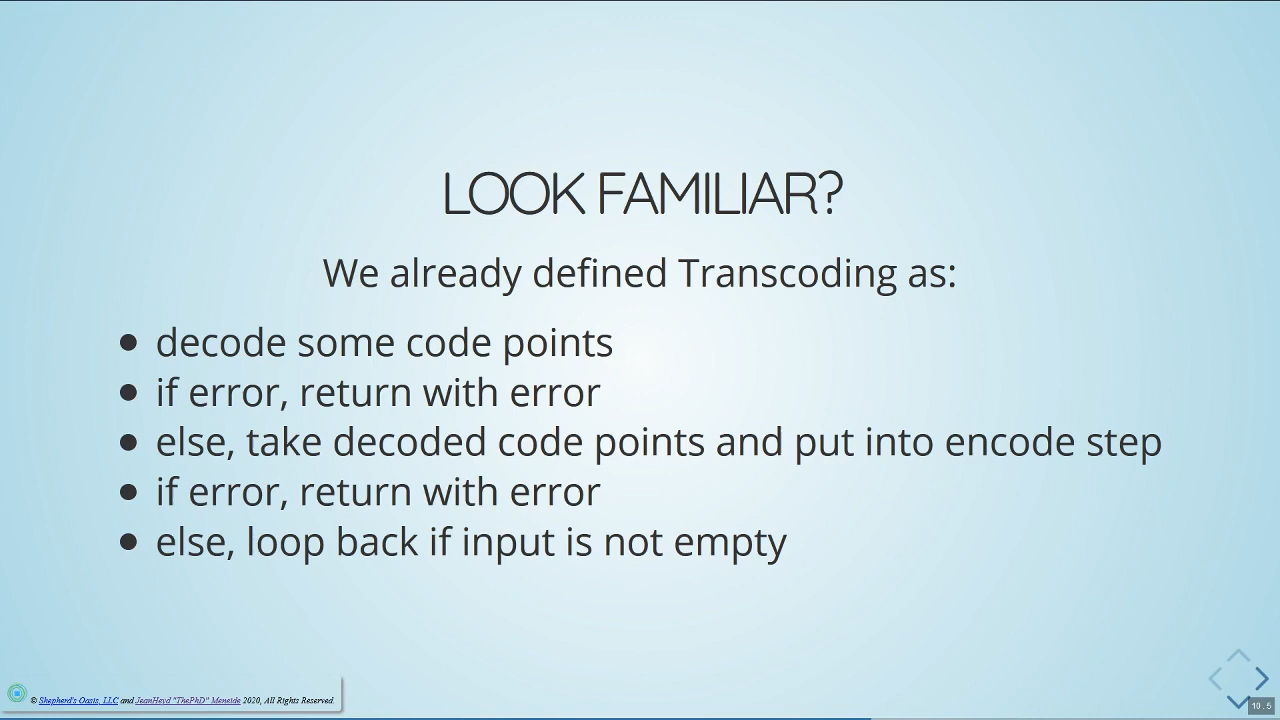 LOOK FAMILIAR?
We already defined Transcoding as:
• decode some code points
• if error, return with error
• else, take decoded code points and put into encode step
• if error, return with error
• else, loop back if input is not empty
© Shepherd's Oasis, LLC and JeanHeyd "ThePhD" Meneide 2020, All Rights Reserved.
10.5